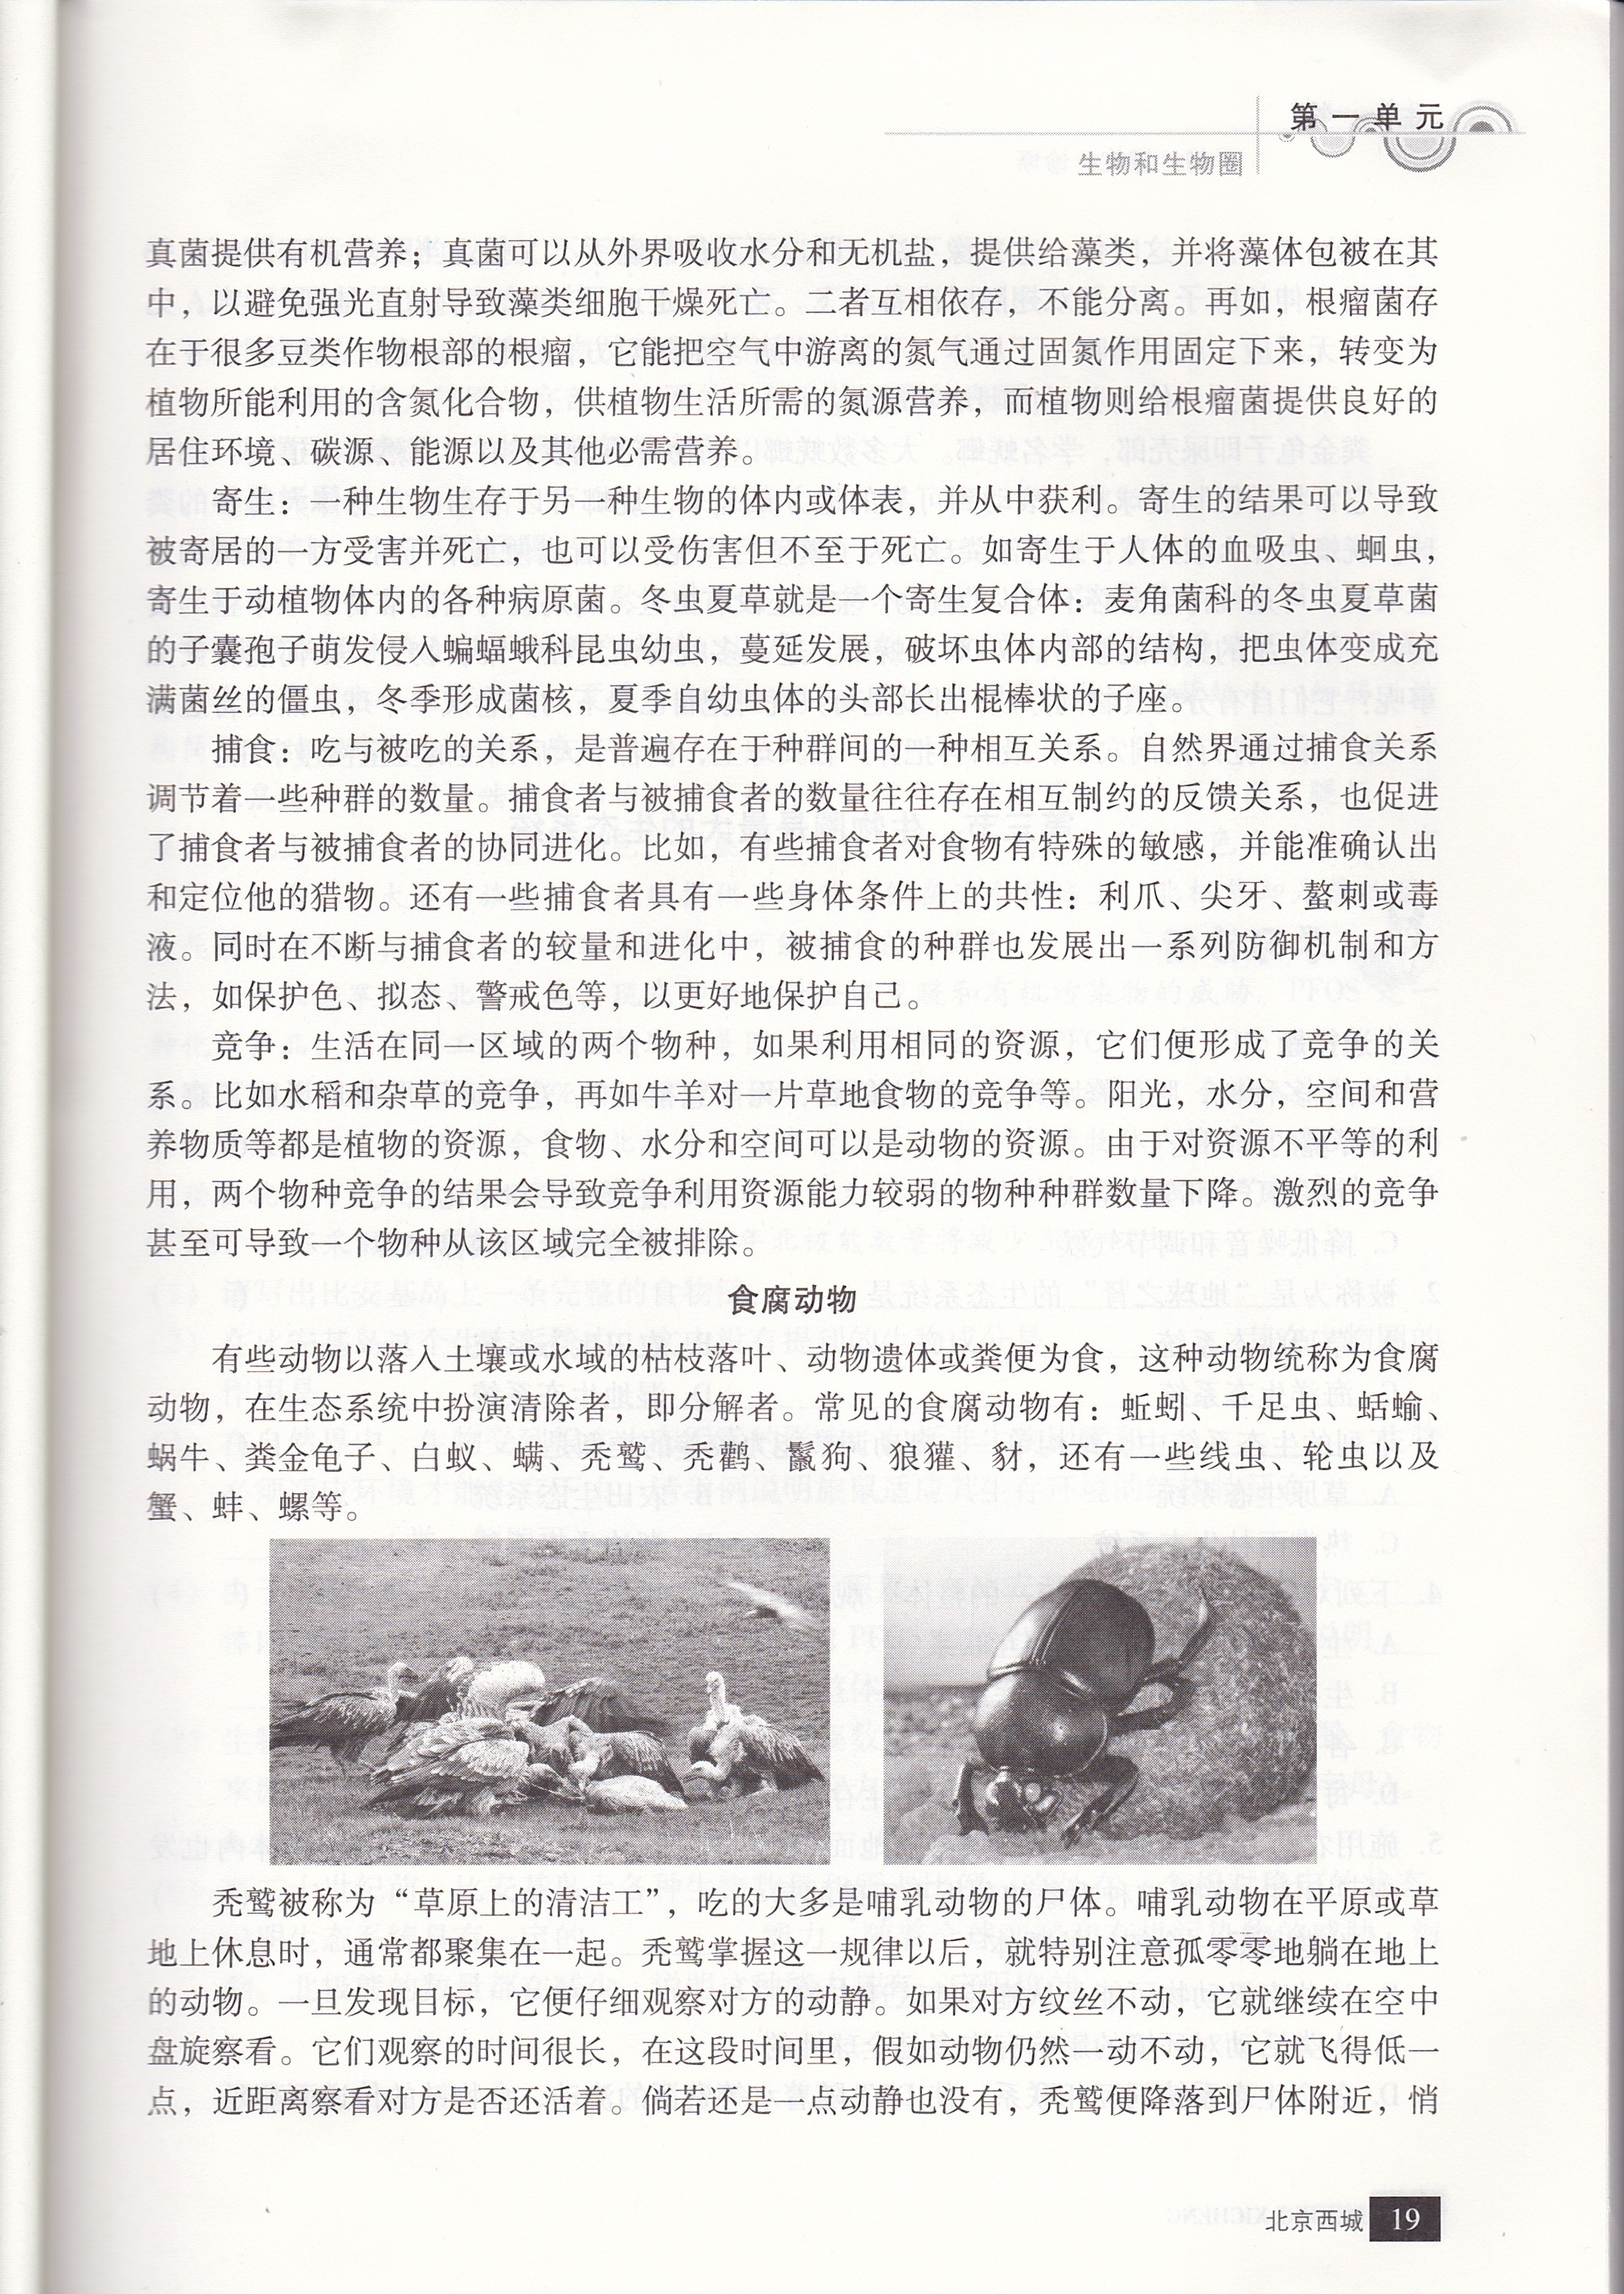 第一单元
生物和生物圈
真菌提供有机营养；真菌可以从外界吸收水分和无机盐，提供给藻类，并将藻体包被在其
中，以避免强光直射导致藻类细胞干燥死亡。二者互相依存，不能分离。再如，根瘤菌存
在于很多豆类作物根部的根瘤，它能把空气中游离的氮气通过固氮作用固定下来，转变为
植物所能利用的含氮化合物，供植物生活所需的氮源营养，而植物则给根瘤菌提供良好的
居住环境、碳源、能源以及其他必需营养。
寄生：一种生物生存于另一种生物的体内或体表，并从中获利。寄生的结果可以导致
被寄居的一方受害并死亡，也可以受伤害但不至于死亡。如寄生于人体的血吸虫、蛔虫，
寄生于动植物体内的各种病原菌。冬虫夏草就是一个寄生复合体：麦角菌科的冬虫夏草菌
的子囊孢子萌发侵入蝙蝠蛾科昆虫幼虫，蔓延发展，破坏虫体内部的结构，把虫体变成充
满菌丝的僵虫，冬季形成菌核，夏季自幼虫体的头部长出棍棒状的子座。
捕食：吃与被吃的关系，是普遍存在于种群间的一种相互关系。自然界通过捕食关系
调节着一些种群的数量。捕食者与被捕食者的数量往往存在相互制约的反馈关系，也促进
了捕食者与被捕食者的协同进化。比如，有些捕食者对食物有特殊的敏感，并能准确认出
和定位他的猎物。还有一些捕食者具有一些身体条件上的共性：利爪、尖牙、螯刺或毒
液。同时在不断与捕食者的较量和进化中，被捕食的种群也发展出一系列防御机制和方
法，如保护色、拟态、警戒色等，以更好地保护自己。
竞争：生活在同一区域的两个物种，如果利用相同的资源，它们便形成了竞争的关
系。比如水稻和杂草的竞争，再如牛羊对一片草地食物的竞争等。阳光，水分，空间和营
养物质等都是植物的资源，食物、水分和空间可以是动物的资源。由于对资源不平等的利
用，两个物种竞争的结果会导致竞争利用资源能力较弱的物种种群数量下降。激烈的竞争
甚至可导致一个物种从该区域完全被排除。
食腐动物
有些动物以落入土壤或水域的枯枝落叶、动物遗体或粪便为食，这种动物统称为食腐
动物，在生态系统中扮演清除者，即分解者。常见的食腐动物有：蚯蚓、千足虫、蛞蝓、
蜗牛、粪金龟子、白蚁、螨、秃鹫、秃鹳、鬣狗、狼獾、豺，还有一些线虫、轮虫以及
蟹、蚌、螺等。
秃鹫被称为“草原上的清洁工”，吃的大多是哺乳动物的尸体。哺乳动物在平原或草
地上休息时，通常都聚集在一起。秃鹫掌握这一规律以后，就特别注意孤零零地躺在地上
的动物。一旦发现目标，它便仔细观察对方的动静。如果对方纹丝不动，它就继续在空中
盘旋察看。它们观察的时间很长，在这段时间里，假如动物仍然一动不动，它就飞得低一
点，近距离察看对方是否还活着。倘若还是一点动静也没有，秃鹫便降落到尸体附近，悄
北京西城 19